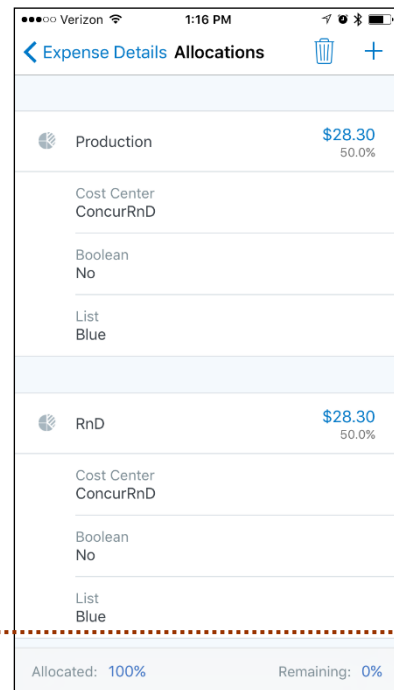 Verizon 1:16 PM
Expense Details Allocations
Production $28.30
50.0%
Cost Center
ConcurRnD
Boolean
No
List
Blue
RnD $28.30
50.0%
Cost Center
ConcurRnD
Boolean
No
List
Blue
Allocated: 100% Remaining: 0%